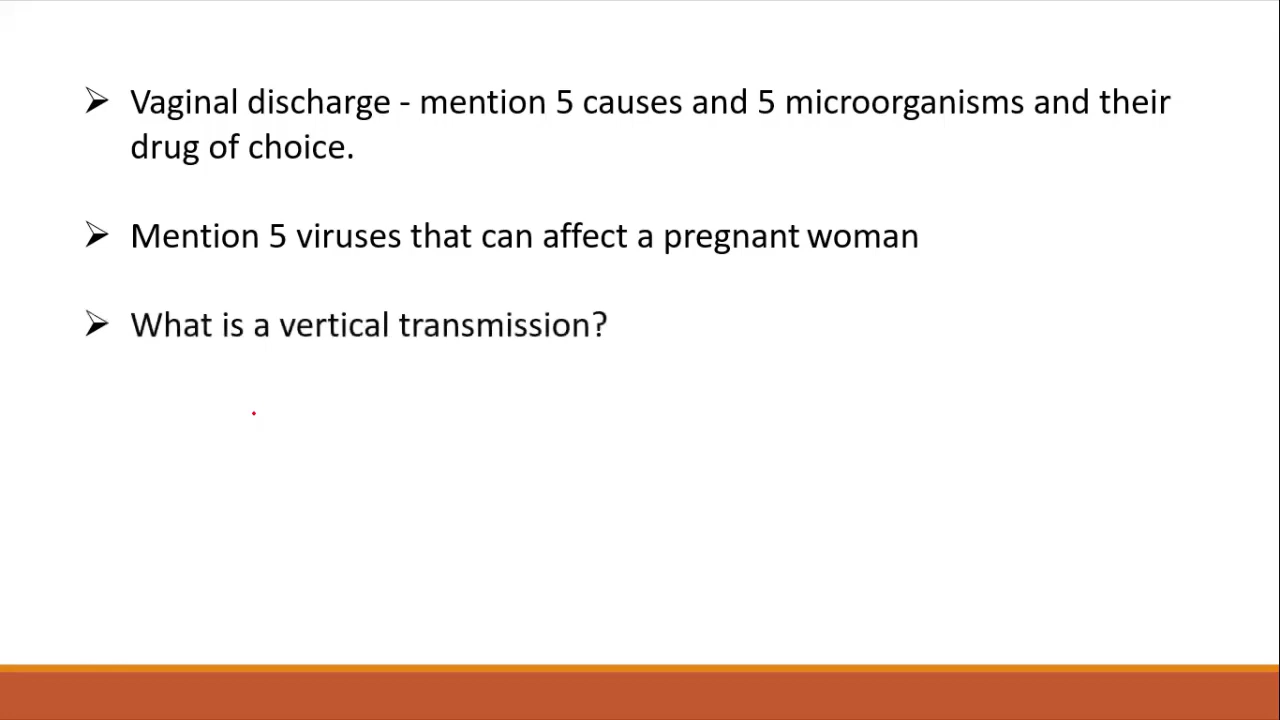 ➢ Vaginal discharge - mention 5 causes and 5 microorganisms and their
drug of choice.
➢ Mention 5 viruses that can affect a pregnant woman
➢ What is a vertical transmission?